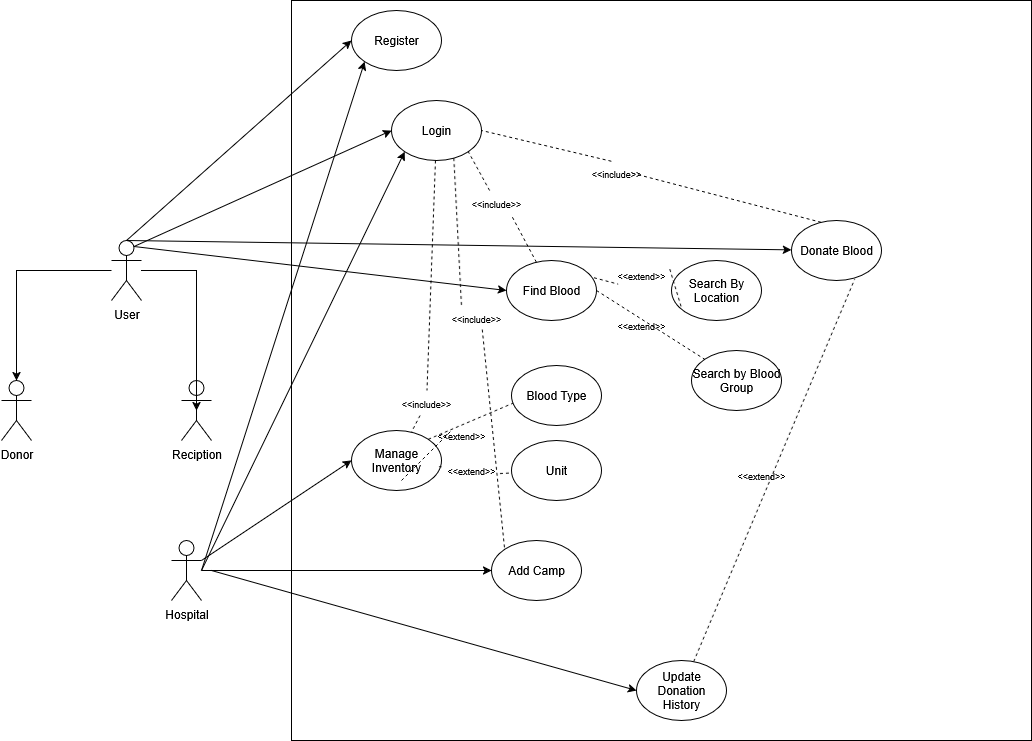 Register
Login
<<include>>
<<include>>
Donate Blood
User
Find Blood
<<extend>>
Search By
Location
<<include>>
<<extend>>
Search by Blood
Group
Donor
Reciption
<<include>>
Blood Type
<<extend>>
Manage
Inventory
<<extend>>
Unit
<<extend>>
Add Camp
Hospital
Update
Donation
History